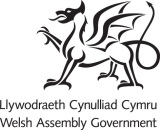 Llywodraeth Cynulliad Cymru
Welsh Assembly Government